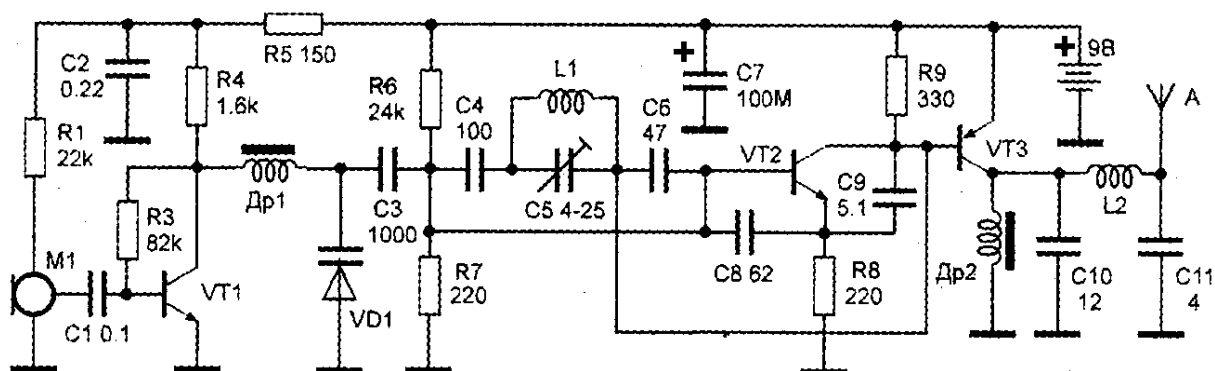 C2
0.22
R4
1.6k
R5 150
R6
24k
C4
100
L1
C7
100M
R9
330
9В
A
R1
22k
C6
47
VT2
VT3
Др1
C3
1000
C5 4-25
C9
5.1
L2
R3
82k
M1
C1 0.1
VT1
VD1
R7
220
C8 62
R8
220
Др2
C10
12
C11
4